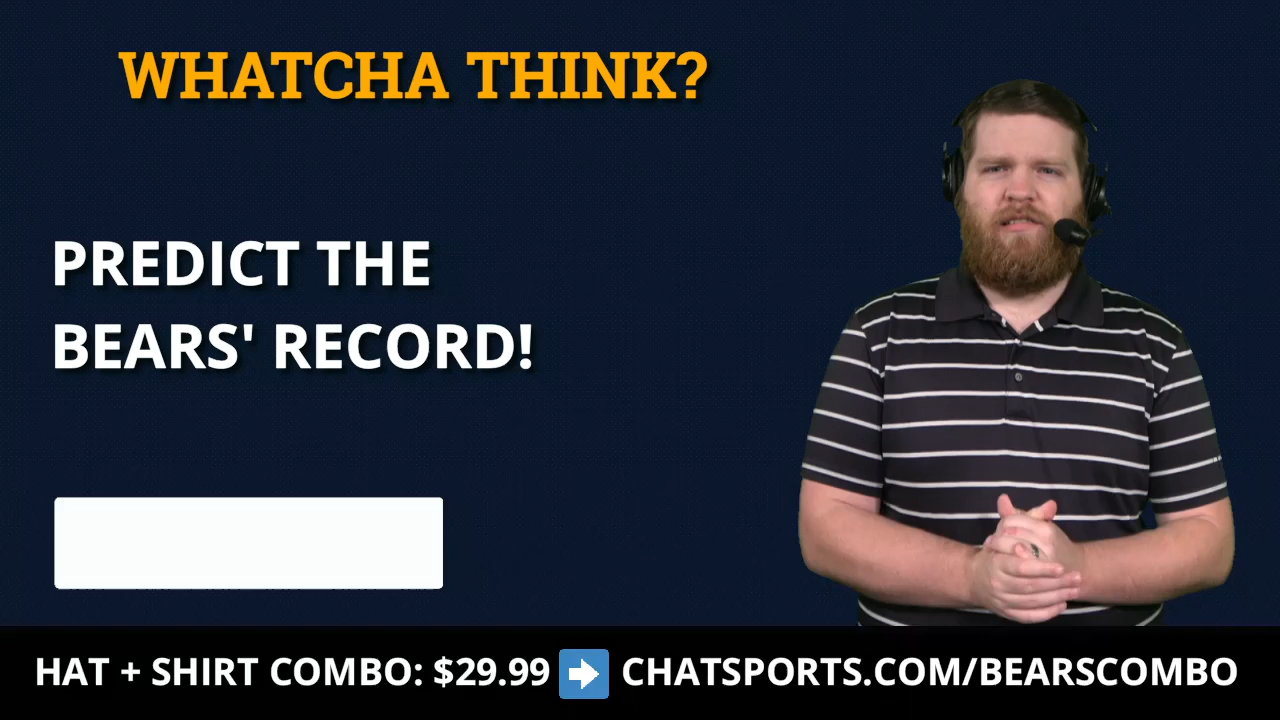 WHATCHA THINK?
PREDICT THE
BEARS' RECORD!
HAT + SHIRT COMBO: $29.99 ➡ CHATSPORTS.COM/BEARSCOMBO